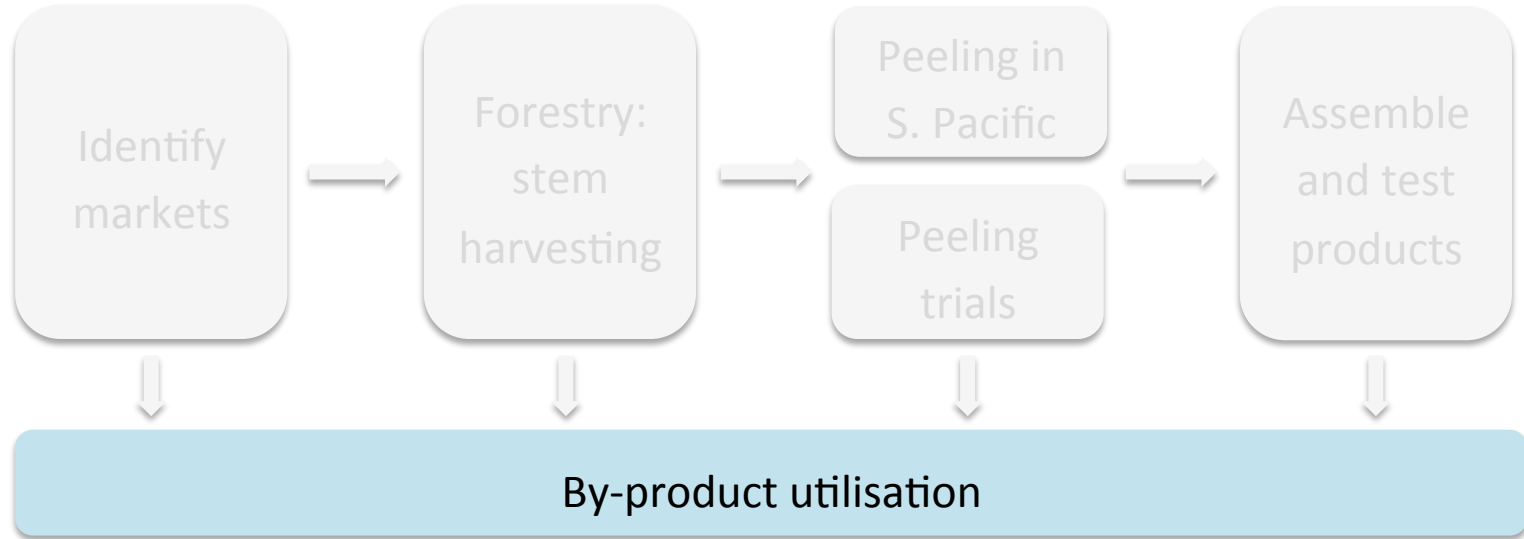 Identify
markets
Forestry:
stem
harvesting
Peeling in
S. Pacific
Peeling
trials
Assemble
and test
products
By-product utilisation